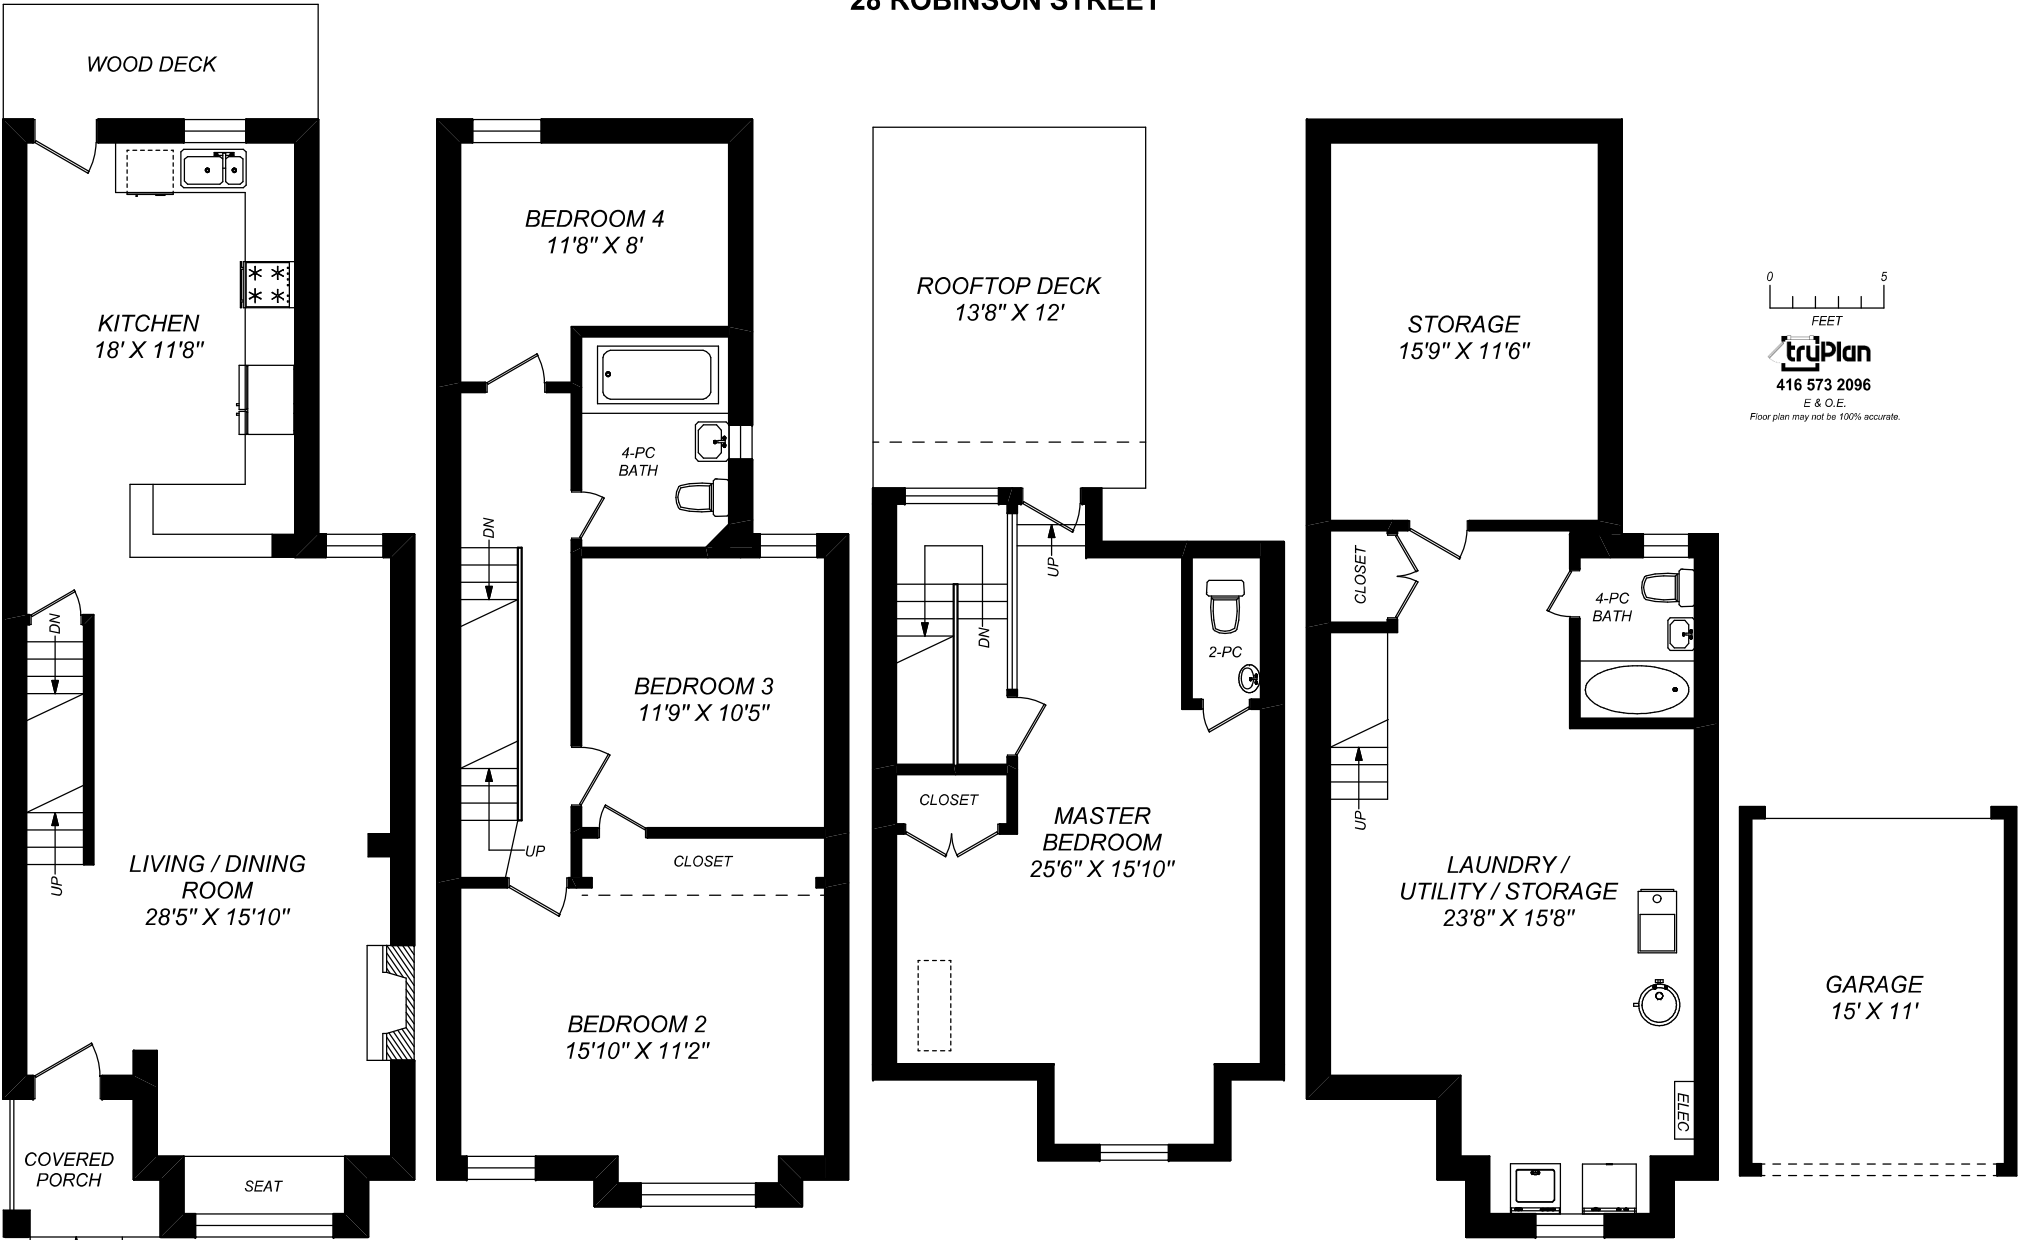 28 ROBINSON STREET
WOOD DECK
KITCHEN
18' X 11'8"
DN
UP
LIVING / DINING
ROOM
28'5" X 15'10"
COVERED
PORCH
SEAT
BEDROOM 4
11'8" X 8'
4-PC
BATH
DN
BEDROOM 3
11'9" X 10'5"
UP
CLOSET
BEDROOM 2
15'10" X 11'2"
ROOFTOP DECK
13'8" X 12'
UP
DN
2-PC
CLOSET
MASTER
BEDROOM
25'6" X 15'10"
STORAGE
15'9" X 11'6"
CLOSET
4-PC
BATH
UP
LAUNDRY /
UTILITY / STORAGE
23'8" X 15'8"
ELEC
0 5
FEET
truPlan
416 573 2096
E & O.E.
Floor plan may not be 100% accurate.
GARAGE
15' X 11'